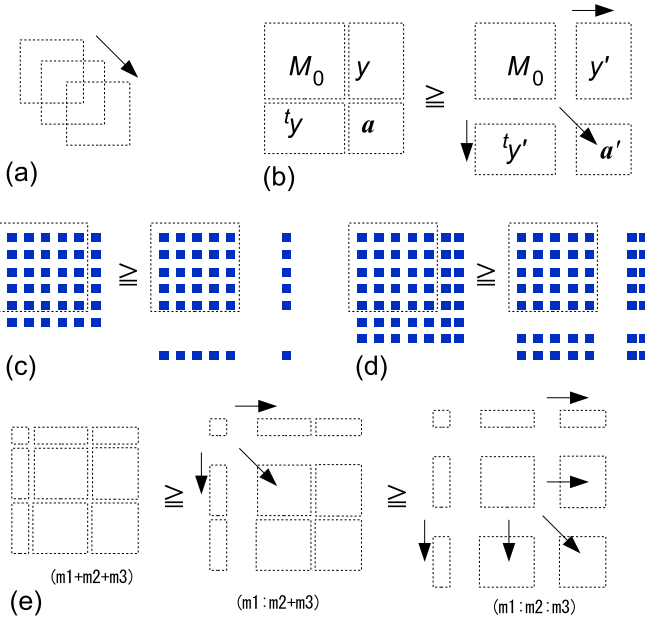 (a)
M0 y ≧ M0 y′
ty a ty′ a′
(b)
≧ ≧
(c) (d)
≧ ≧
(m1+m2+m3) (m1:m2+m3) (m1:m2:m3)
(e)